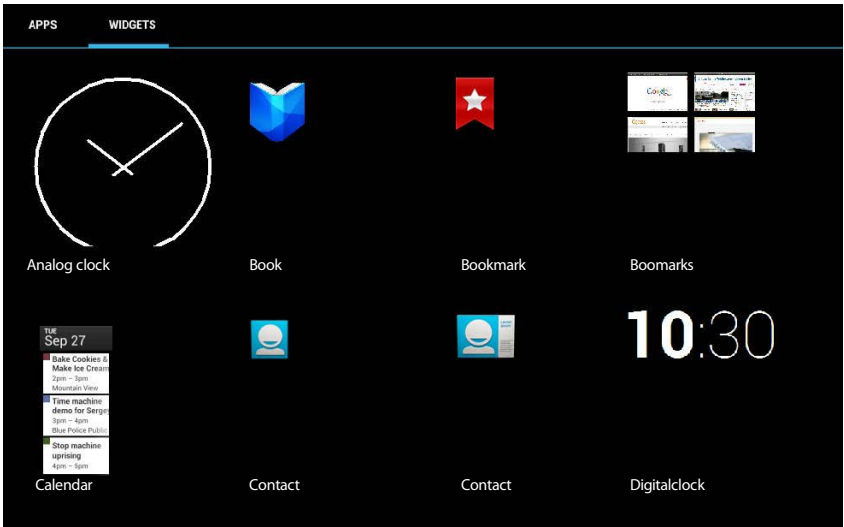 APPS WIDGETS
Google
Analog clock Book Bookmark Boomarks
TUE
Sep 27
Bake Cookies &
Make Ice Cream
2pm – 3pm
Mountain View
Time machine
demo for Sergey
3pm – 4pm
Blue Police Public
Stop machine
uprising
4pm – 5pm
10:30
Calendar Contact Contact Digitalclock